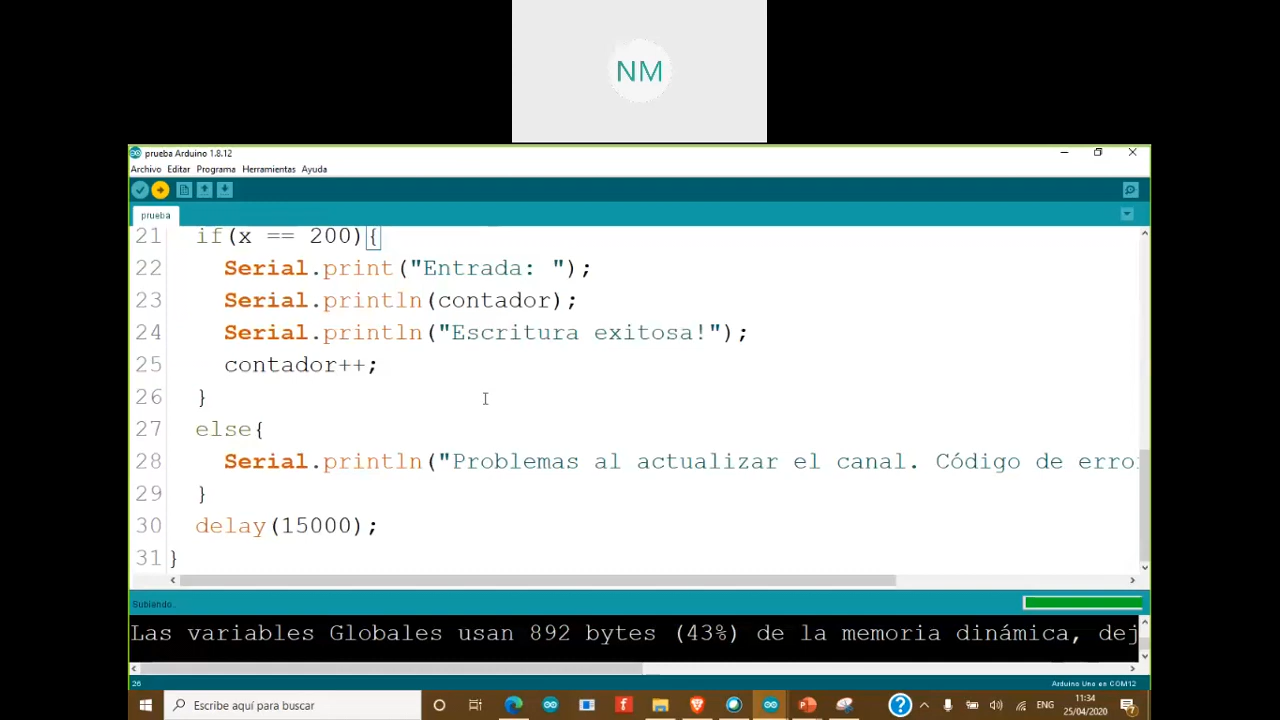 NM
prueba Arduino 1.8.12
Archivo Editar Programa Herramientas Ayuda
prueba
21 if(x == 200){
22 Serial.print("Entrada: ");
23 Serial.println(contador);
24 Serial.println("Escritura exitosa!");
25 contador++;
26 }
27 else{
28 Serial.println("Problemas al actualizar el canal. Código de erro
29 }
30 delay(15000);
31 }
Subiendo...
Las variables Globales usan 892 bytes (43%) de la memoria dinámica, dej
26 Arduino Uno en COM12
Escribe aquí para buscar
ENG
11:34
25/04/2020
7